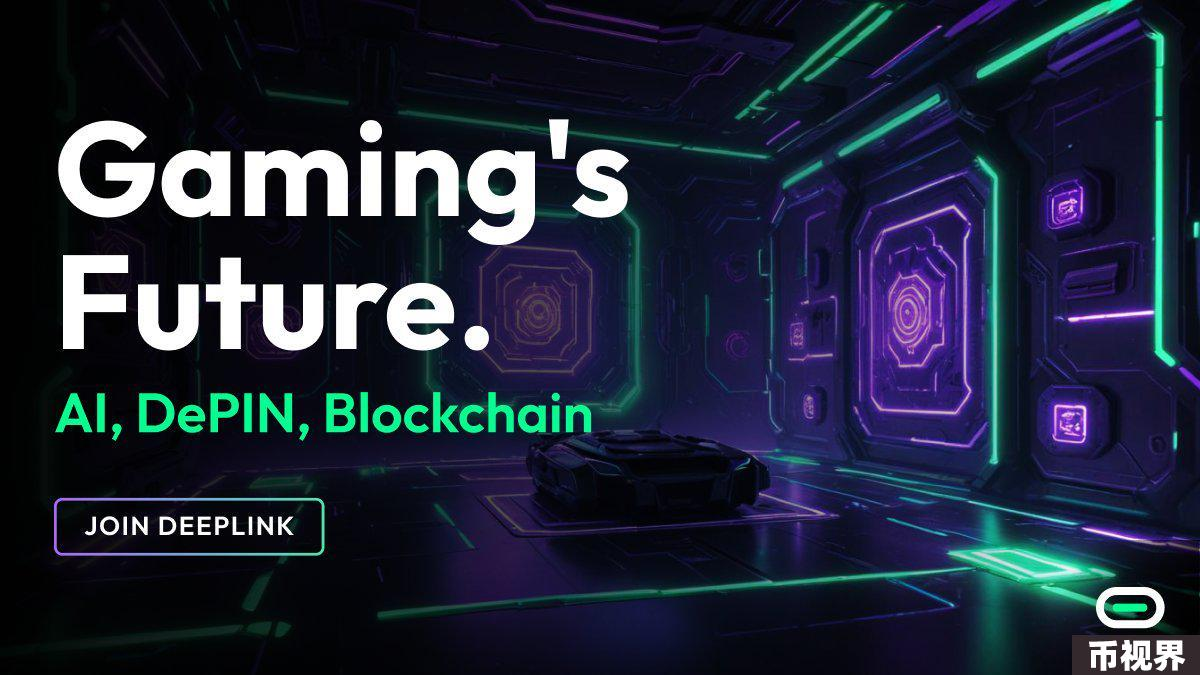 Gaming's
Future.
AI, DePIN, Blockchain
JOIN DEEPLINK
币视界